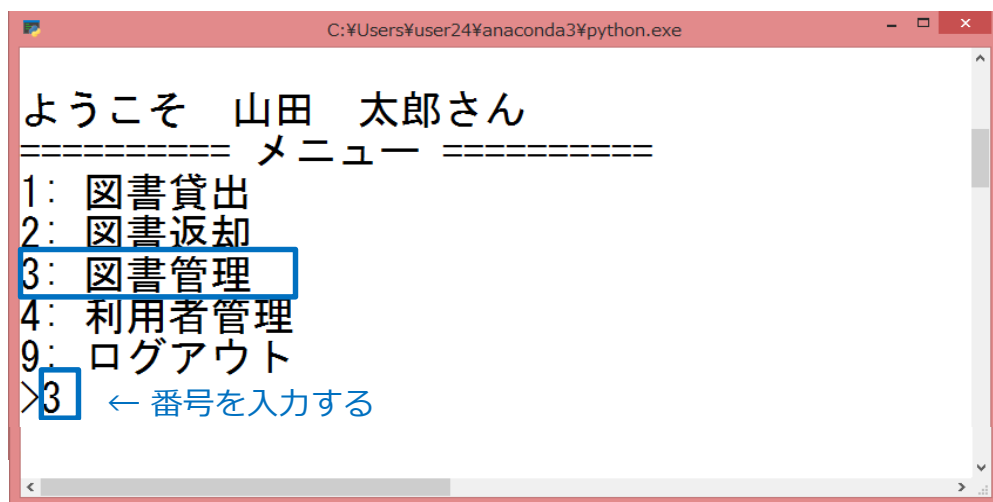 C:¥Users¥user24¥anaconda3¥python.exe
ようこそ　山田　太郎さん
========== メニュー ==========
1: 図書貸出
2: 図書返却
3: 図書管理
4: 利用者管理
9: ログアウト
>3 ← 番号を入力する